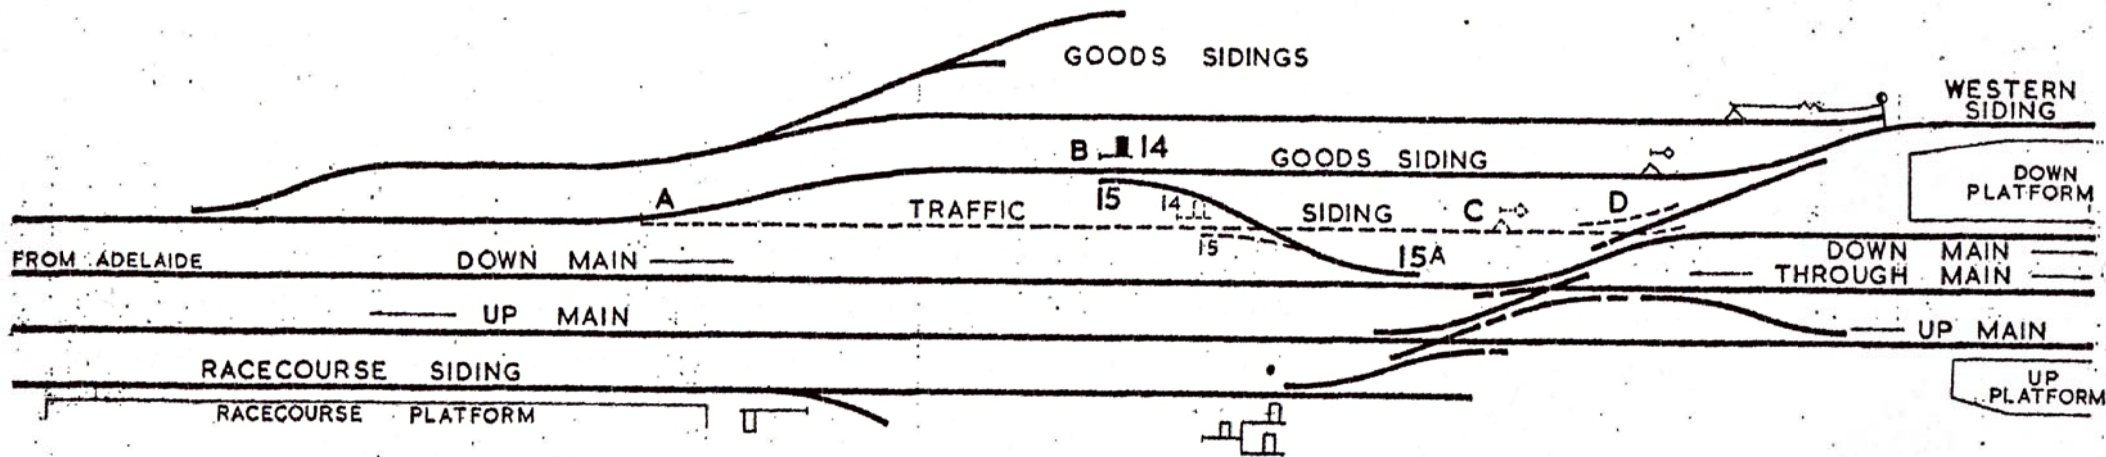 GOODS SIDINGS
WESTERN
SIDING
B 14
GOODS SIDING
DOWN
PLATFORM
A
15
14
TRAFFIC SIDING
C
D
15
15A
FROM ADELAIDE
DOWN MAIN
DOWN MAIN
THROUGH MAIN
UP MAIN
UP MAIN
RACECOURSE SIDING
RACECOURSE PLATFORM
UP
PLATFORM